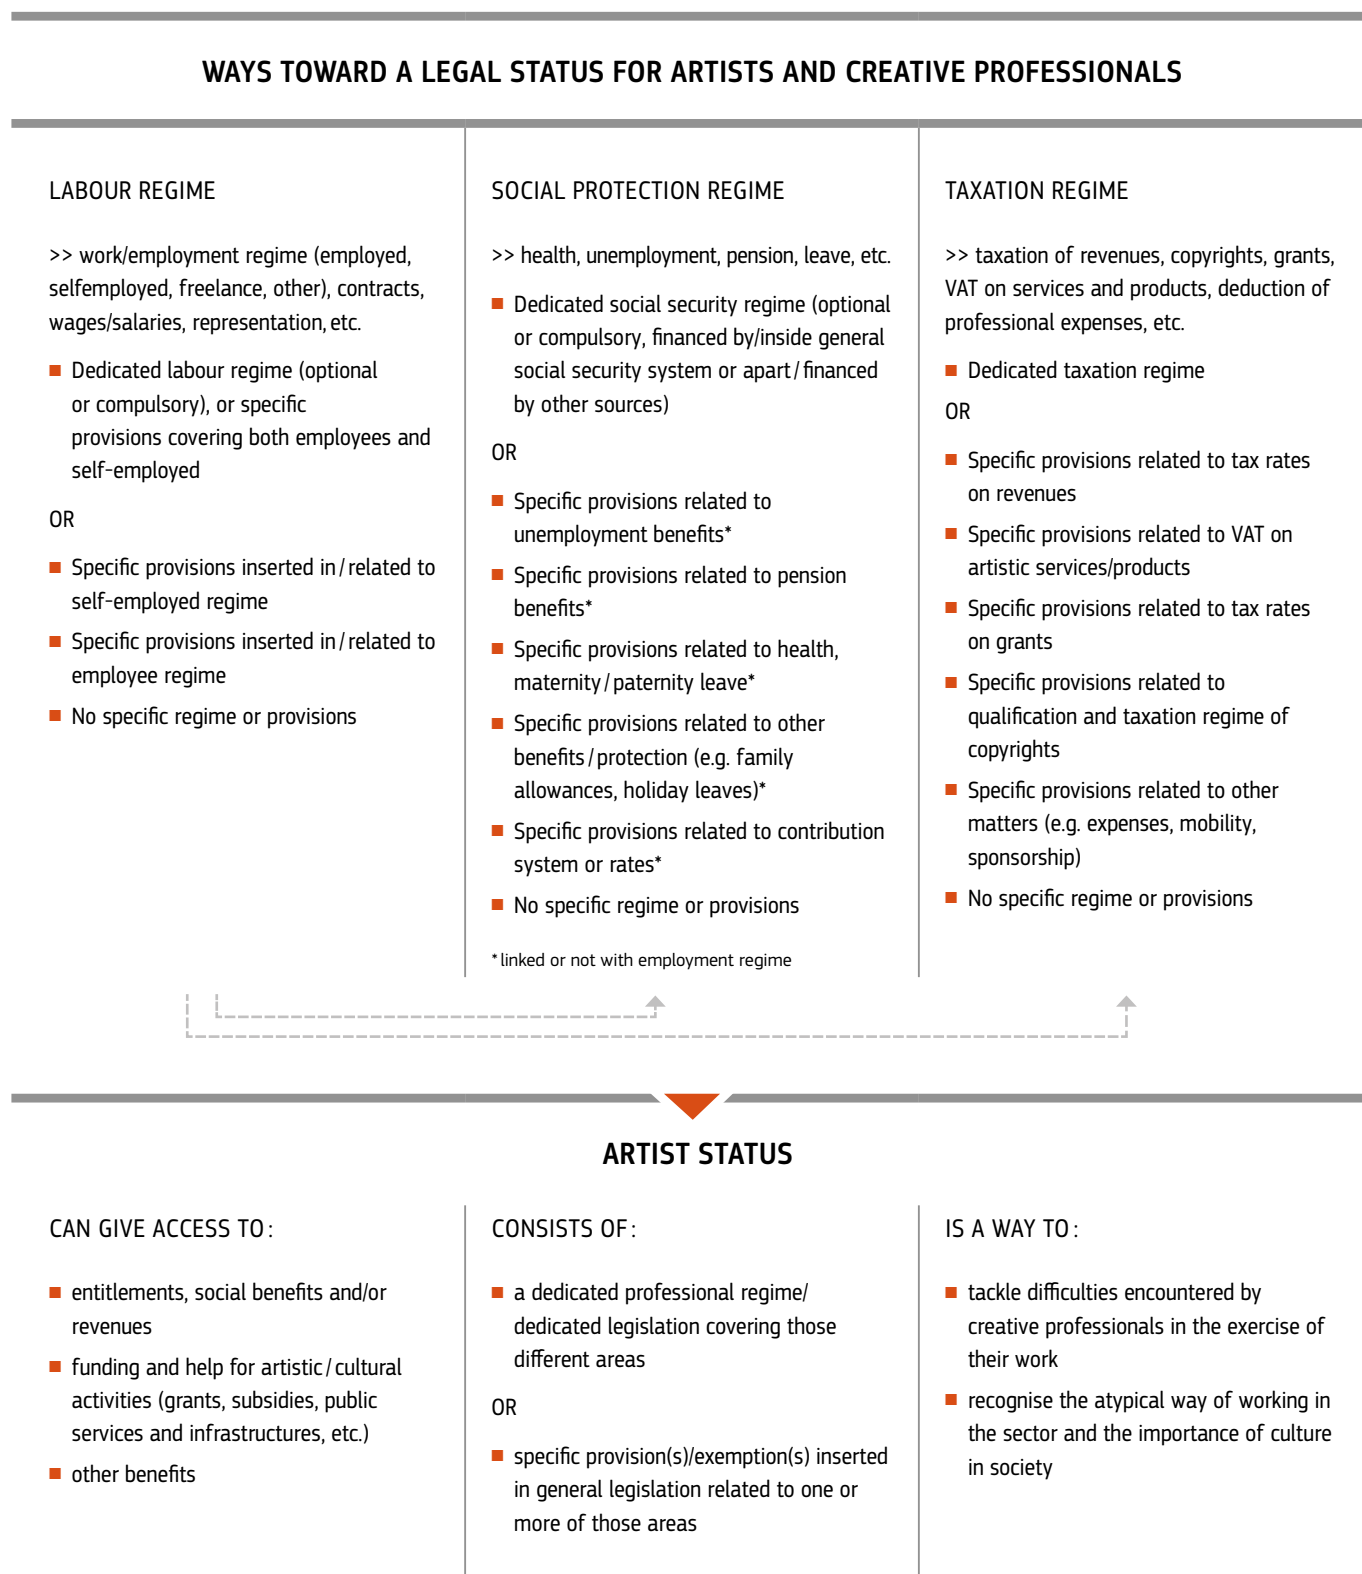 WAYS TOWARD A LEGAL STATUS FOR ARTISTS AND CREATIVE PROFESSIONALS
LABOUR REGIME
>> work/employment regime (employed,
selfemployed, freelance, other), contracts,
wages/salaries, representation, etc.
■ Dedicated labour regime (optional
or compulsory), or specific
provisions covering both employees and
self-employed
OR
■ Specific provisions inserted in / related to
self-employed regime
■ Specific provisions inserted in / related to
employee regime
■ No specific regime or provisions
SOCIAL PROTECTION REGIME
>> health, unemployment, pension, leave, etc.
■ Dedicated social security regime (optional
or compulsory, financed by/inside general
social security system or apart / financed
by other sources)
OR
■ Specific provisions related to
unemployment benefits*
■ Specific provisions related to pension
benefits*
■ Specific provisions related to health,
maternity / paternity leave*
■ Specific provisions related to other
benefits / protection (e.g. family
allowances, holiday leaves)*
■ Specific provisions related to contribution
system or rates*
■ No specific regime or provisions
* linked or not with employment regime
TAXATION REGIME
>> taxation of revenues, copyrights, grants,
VAT on services and products, deduction of
professional expenses, etc.
■ Dedicated taxation regime
OR
■ Specific provisions related to tax rates
on revenues
■ Specific provisions related to VAT on
artistic services/products
■ Specific provisions related to tax rates
on grants
■ Specific provisions related to
qualification and taxation regime of
copyrights
■ Specific provisions related to other
matters (e.g. expenses, mobility,
sponsorship)
■ No specific regime or provisions
ARTIST STATUS
CAN GIVE ACCESS TO :
■ entitlements, social benefits and/or
revenues
■ funding and help for artistic / cultural
activities (grants, subsidies, public
services and infrastructures, etc.)
■ other benefits
CONSISTS OF :
■ a dedicated professional regime/
dedicated legislation covering those
different areas
OR
■ specific provision(s)/exemption(s) inserted
in general legislation related to one or
more of those areas
IS A WAY TO :
■ tackle difficulties encountered by
creative professionals in the exercise of
their work
■ recognise the atypical way of working in
the sector and the importance of culture
in society